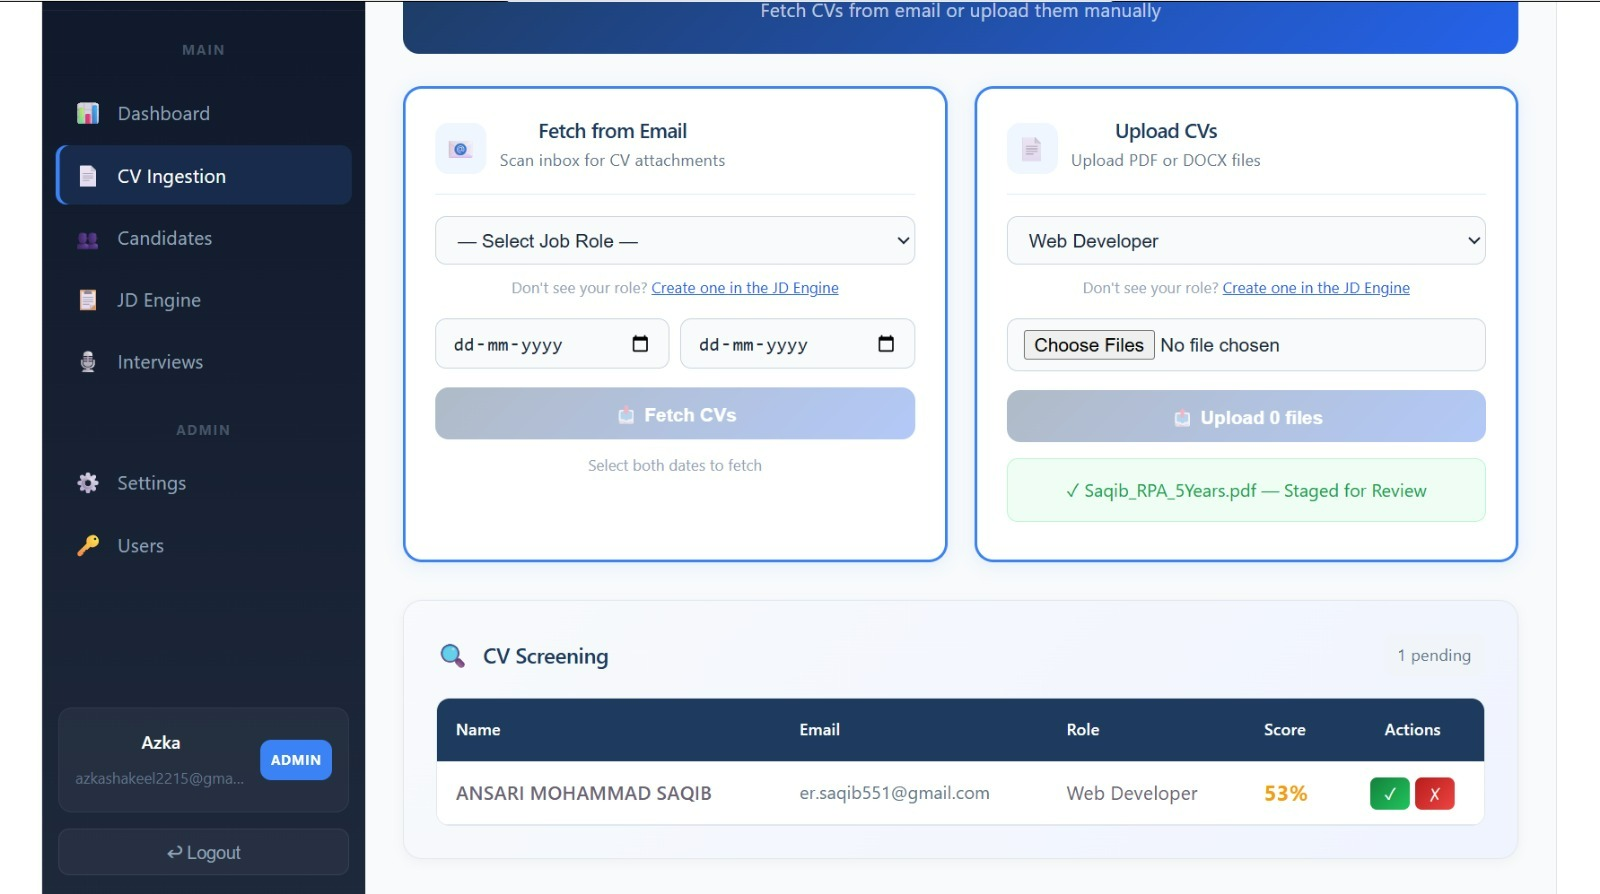 Fetch CVs from email or upload them manually
MAIN
Dashboard
CV Ingestion
Candidates
JD Engine
Interviews
ADMIN
Settings
Users
Azka
azkashakeel2215@gma...
ADMIN
↩ Logout
Fetch from Email
Scan inbox for CV attachments
— Select Job Role —
Don't see your role? Create one in the JD Engine
dd-mm-yyyy dd-mm-yyyy
Fetch CVs
Select both dates to fetch
Upload CVs
Upload PDF or DOCX files
Web Developer
Don't see your role? Create one in the JD Engine
Choose Files No file chosen
Upload 0 files
✓ Saqib_RPA_5Years.pdf — Staged for Review
CV Screening
1 pending
Name Email Role Score Actions
ANSARI MOHAMMAD SAQIB er.saqib551@gmail.com Web Developer 53% ✓ ✗